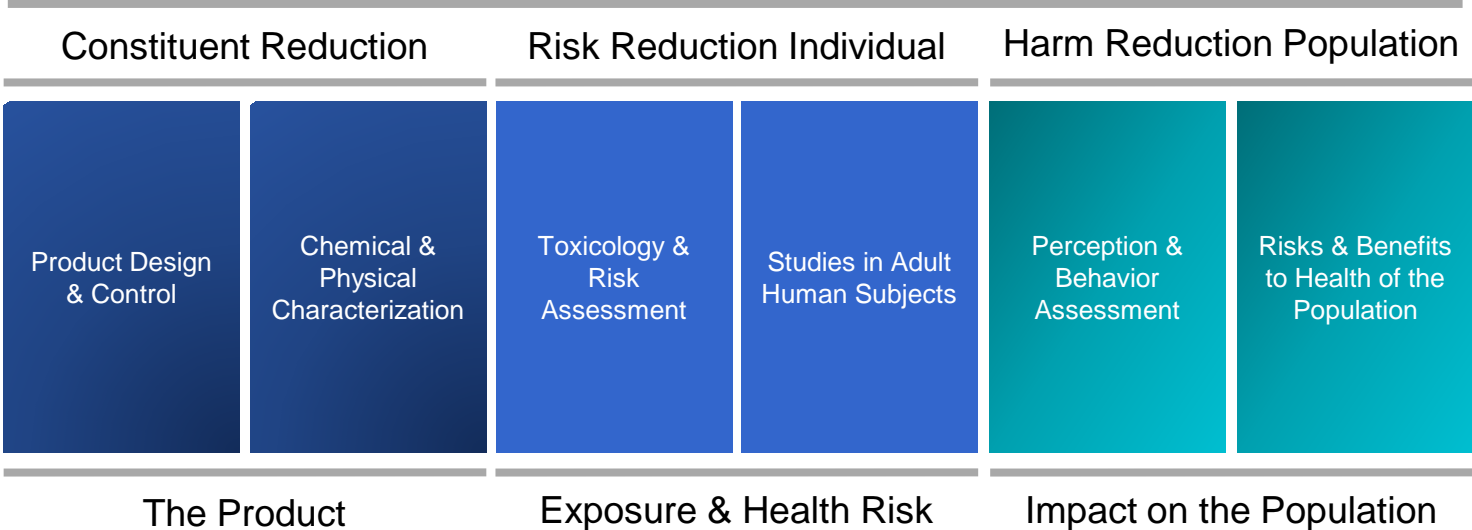 Constituent Reduction
Risk Reduction Individual
Harm Reduction Population
Product Design
& Control
Chemical &
Physical
Characterization
Toxicology &
Risk
Assessment
Studies in Adult
Human Subjects
Perception &
Behavior
Assessment
Risks & Benefits
to Health of the
Population
The Product
Exposure & Health Risk
Impact on the Population